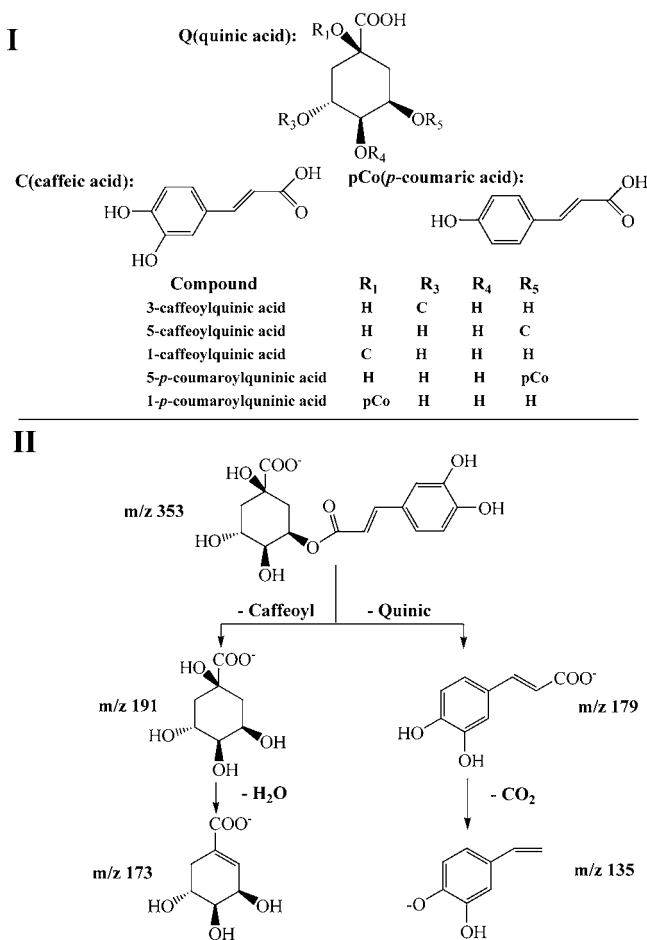 I
Q(quinic acid):
R₁O
COOH
R₃O
OR₅
OR₄
C(caffeic acid):
pCo(p-coumaric acid):
OH
O
HO
HO
OH
O
HO
Compound R₁ R₃ R₄ R₅
3-caffeoylquinic acid H C H H
5-caffeoylquinic acid H H H C
1-caffeylquinic acid C H H H
5-p-coumaroylquninic acid H H H pCo
1-p-coumaroylquninic acid pCo H H H
II
COO⁻
HO
OH
OH
O
O
HO
OH
m/z 353
- Caffeoyl
- Quinic
COO⁻
HO
HO
OH
OH
m/z 191
COO⁻
HO
OH
m/z 179
- H₂O
- CO₂
COO⁻
HO
OH
OH
m/z 173
-O
OH
m/z 135